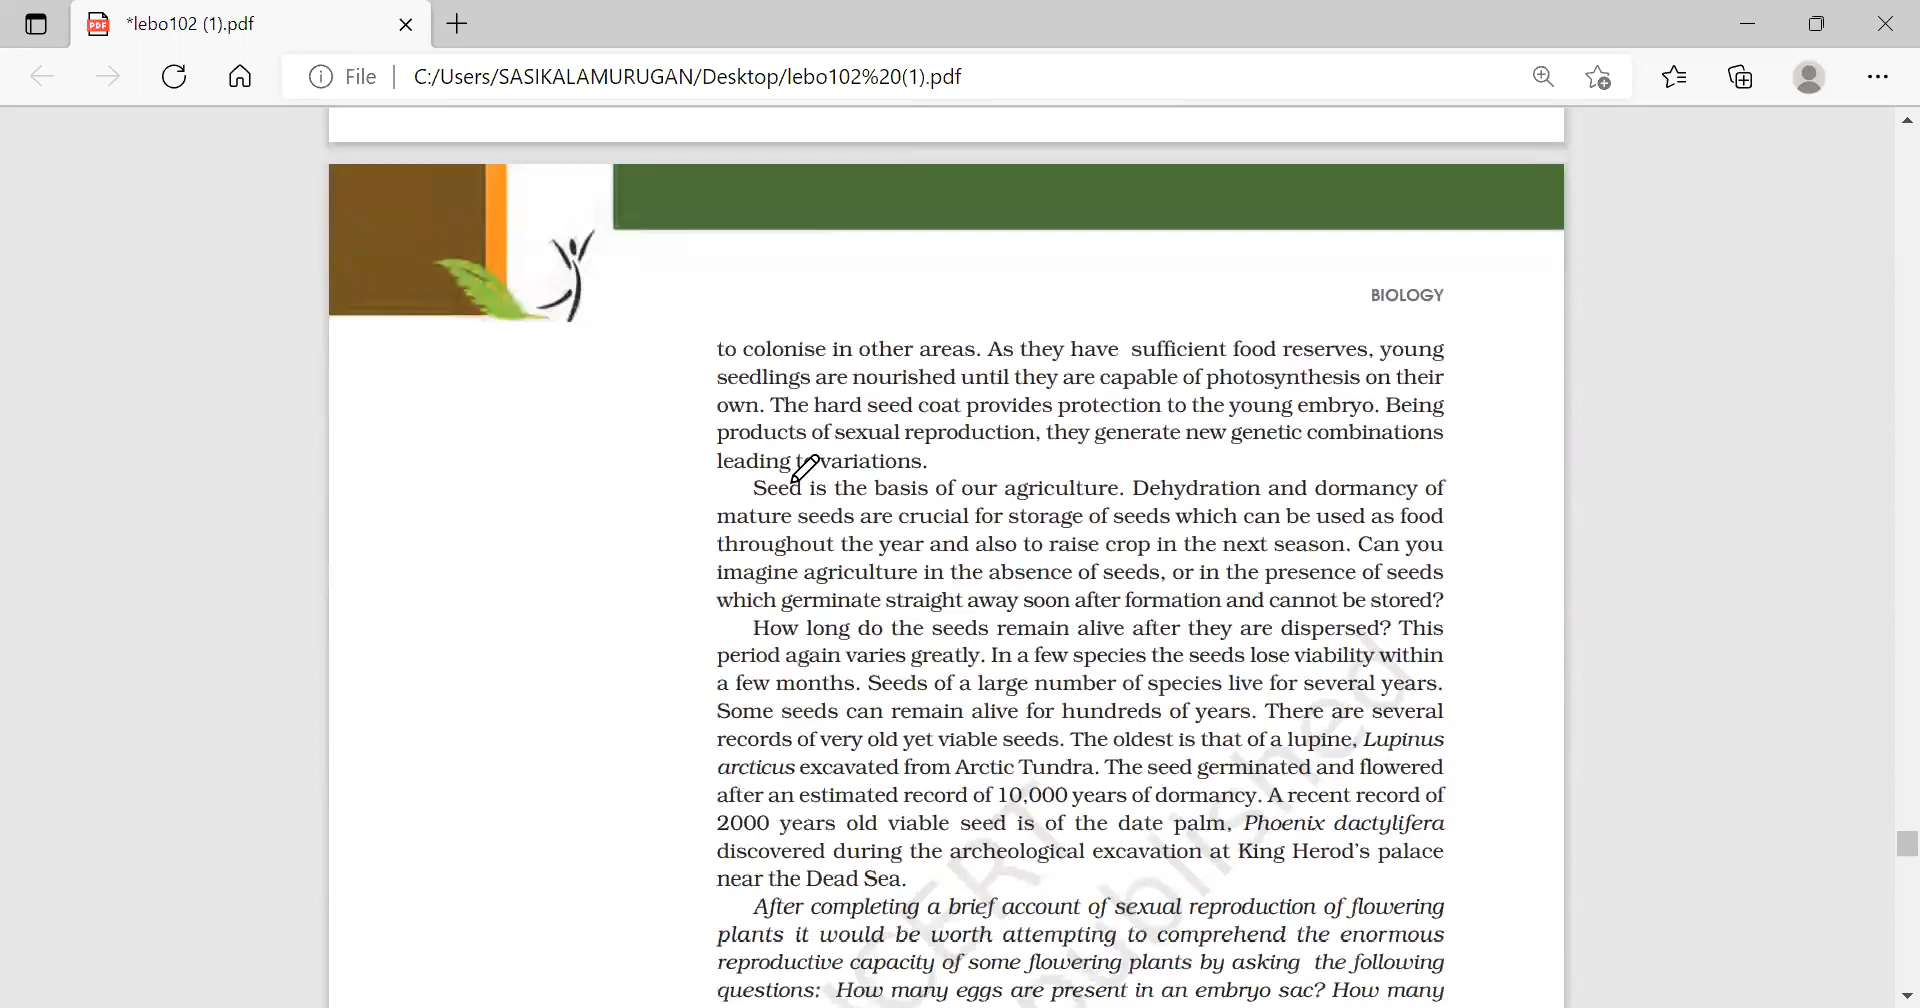 *lebo102 (1).pdf
File C:/Users/SASIKALAMURUGAN/Desktop/lebo102%20(1).pdf
BIOLOGY
to colonise in other areas. As they have sufficient food reserves, young
seedlings are nourished until they are capable of photosynthesis on their
own. The hard seed coat provides protection to the young embryo. Being
products of sexual reproduction, they generate new genetic combinations
leading to variations.
Seed is the basis of our agriculture. Dehydration and dormancy of
mature seeds are crucial for storage of seeds which can be used as food
throughout the year and also to raise crop in the next season. Can you
imagine agriculture in the absence of seeds, or in the presence of seeds
which germinate straight away soon after formation and cannot be stored?
How long do the seeds remain alive after they are dispersed? This
period again varies greatly. In a few species the seeds lose viability within
a few months. Seeds of a large number of species live for several years.
Some seeds can remain alive for hundreds of years. There are several
records of very old yet viable seeds. The oldest is that of a lupine, Lupinus
arcticus excavated from Arctic Tundra. The seed germinated and flowered
after an estimated record of 10,000 years of dormancy. A recent record of
2000 years old viable seed is of the date palm, Phoenix dactylifera
discovered during the archeological excavation at King Herod's palace
near the Dead Sea.
After completing a brief account of sexual reproduction of flowering
plants it would be worth attempting to comprehend the enormous
reproductive capacity of some flowering plants by asking the following
questions: How many eggs are present in an embryo sac? How many